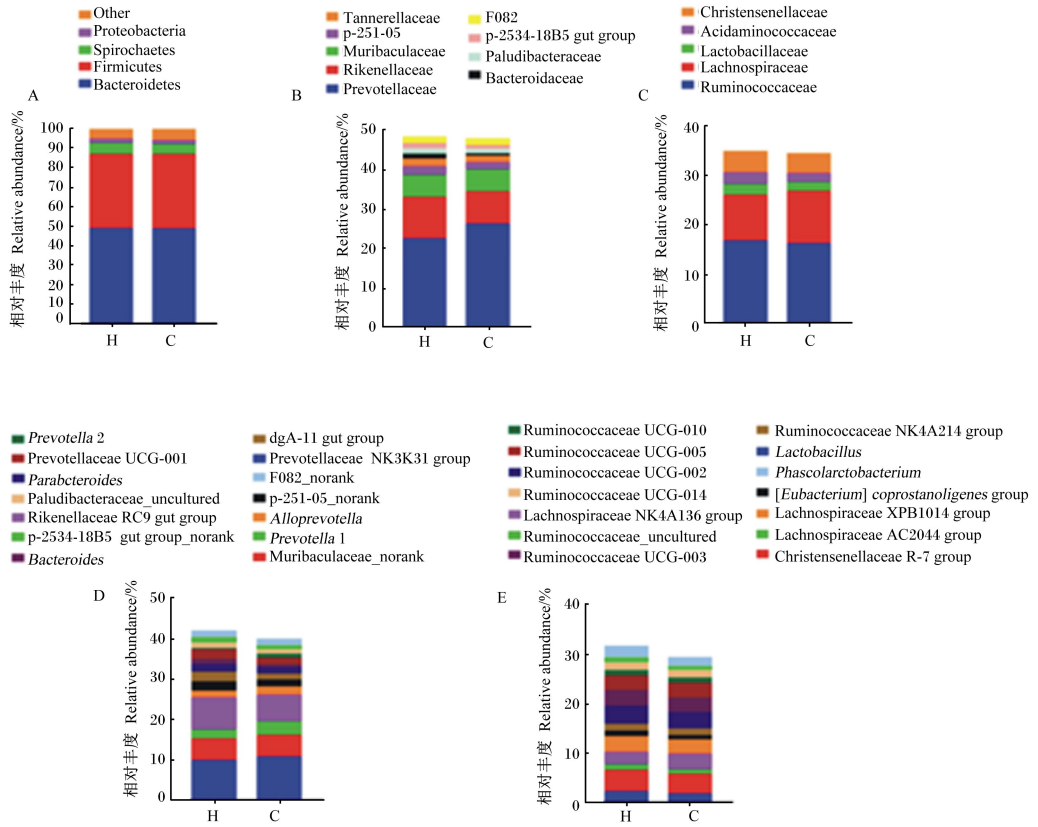 Other
Proteobacteria
Spirochaetes
Firmicutes
Bacteroidetes
A
相对丰度 Relative abundance/%
100
90
80
70
60
50
40
30
20
10
0
H C
Tannerellaceae
p-251-05
Muribaculaceae
Rikenellaceae
Prevotellaceae
F082
p-2534-18B5 gut group
Paludibacteraceae
Bacteroidaceae
B
相对丰度 Relative abundance/%
50
40
30
20
10
0
H C
Christensenellaceae
Acidaminococcaceae
Lactobacillaceae
Lachnospiraceae
Ruminococcaceae
C
相对丰度 Relative abundance/%
40
30
20
10
0
H C
Prevotella 2
Prevotellaceae UCG-001
Parabcteroides
Paludibacteraceae_uncultured
Rikenellaceae RC9 gut group
p-2534-18B5 gut group_norank
Bacteroides
dgA-11 gut group
Prevotellaceae NK3K31 group
F082_norank
p-251-05_norank
Alloprevotella
Prevotella 1
Muribaculaceae_norank
D
相对丰度 Relative abundance/%
50
40
30
20
10
0
H C
Ruminococcaceae UCG-010
Ruminococcaceae UCG-005
Ruminococcaceae UCG-002
Ruminococcaceae UCG-014
Lachnospiraceae NK4A136 group
Ruminococcaceae_uncultured
Ruminococcaceae UCG-003
Ruminococcaceae NK4A214 group
Lactobacillus
Phascolarctobacterium
[Eubacterium] coprostanoligenes group
Lachnospiraceae XPB1014 group
Lachnospiraceae AC2044 group
Christensenellaceae R-7 group
E
相对丰度 Relative abundance/%
40
30
20
10
0
H C